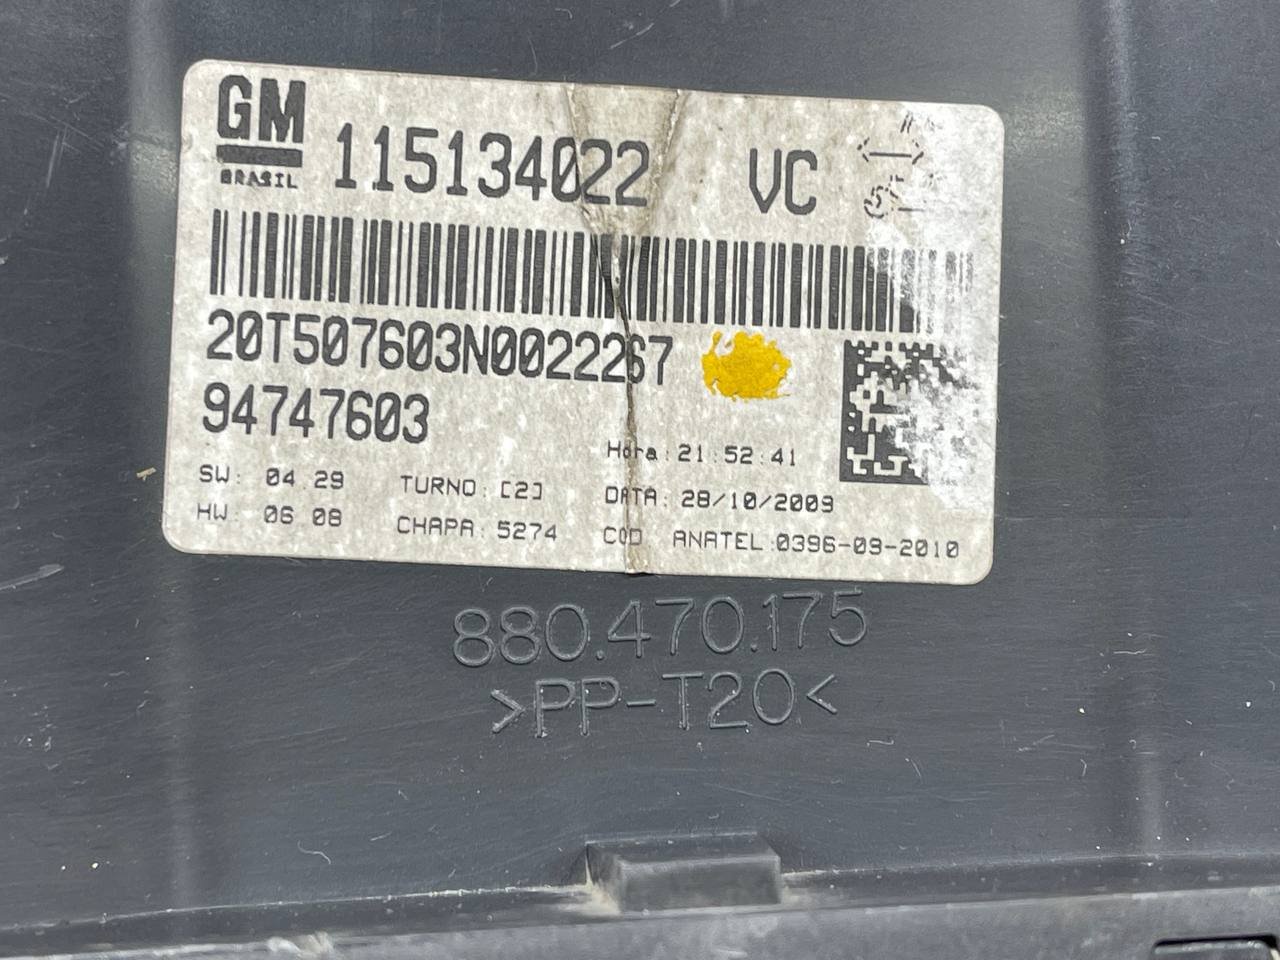 GM
BRASIL
115134022 VC
20T507603N0022267
94747603
Hora:21:52:41
SW: 04.29 TURNO:[2] DATA:28/10/2009
HW: 06.08 CHAPA:5274 COD ANATEL:0396-09-2010
880.470.175
>PP-T20<